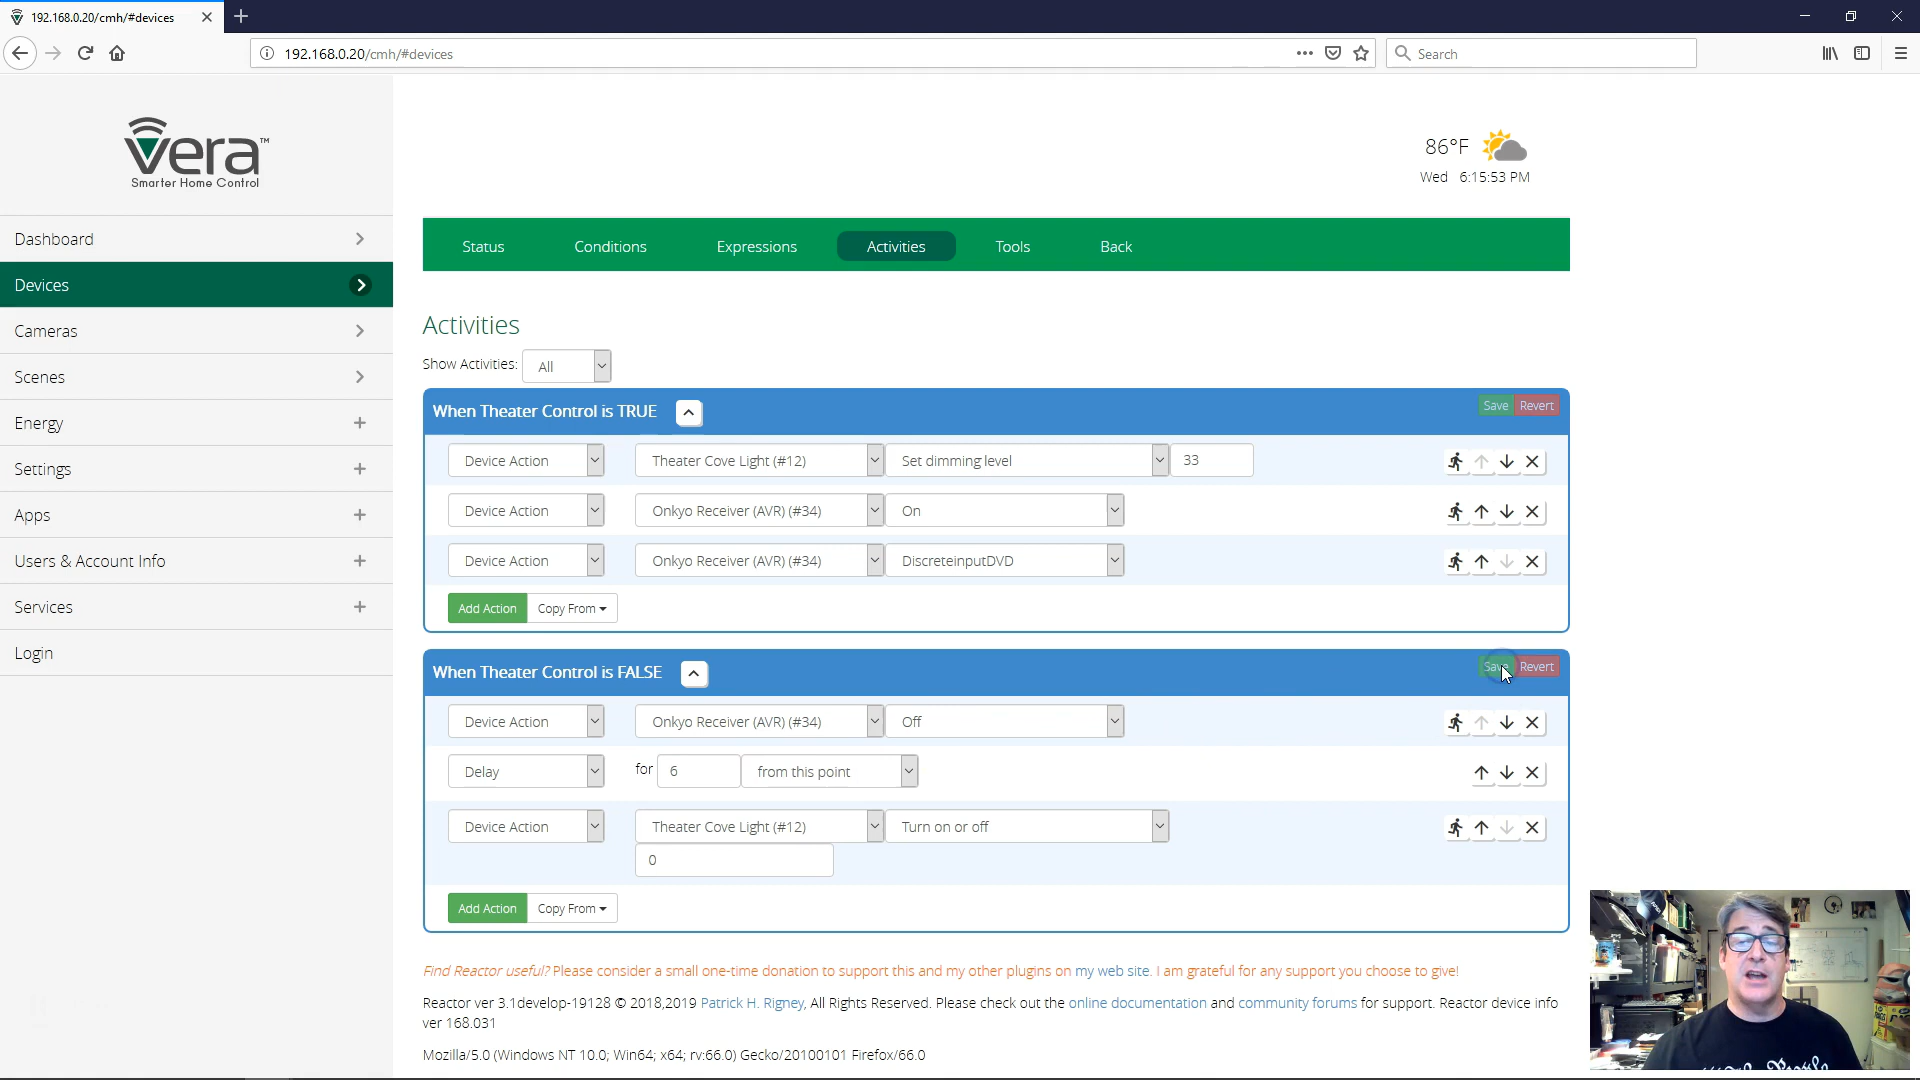 192.168.0.20/cmh/#devices
192.168.0.20/cmh/#devices
Search
Vera™
Smarter Home Control
86°F
Wed 6:15:53 PM
Dashboard
Devices
Cameras
Scenes
Energy
Settings
Apps
Users & Account Info
Services
Login
Status Conditions Expressions Activities Tools Back
Activities
Show Activities: All
When Theater Control is TRUE Save Revert
Device Action Theater Cove Light (#12) Set dimming level 33
Device Action Onkyo Receiver (AVR) (#34) On
Device Action Onkyo Receiver (AVR) (#34) DiscreteinputDVD
Add Action Copy From
When Theater Control is FALSE Save Revert
Device Action Onkyo Receiver (AVR) (#34) Off
Delay for 6 from this point
Device Action Theater Cove Light (#12) Turn on or off
0
Add Action Copy From
Find Reactor useful? Please consider a small one-time donation to support this and my other plugins on my web site. I am grateful for any support you choose to give!
Reactor ver 3.1develop-19128 © 2018,2019 Patrick H. Rigney, All Rights Reserved. Please check out the online documentation and community forums for support. Reactor device info
ver 168.031
Mozilla/5.0 (Windows NT 10.0; Win64; x64; rv:66.0) Gecko/20100101 Firefox/66.0